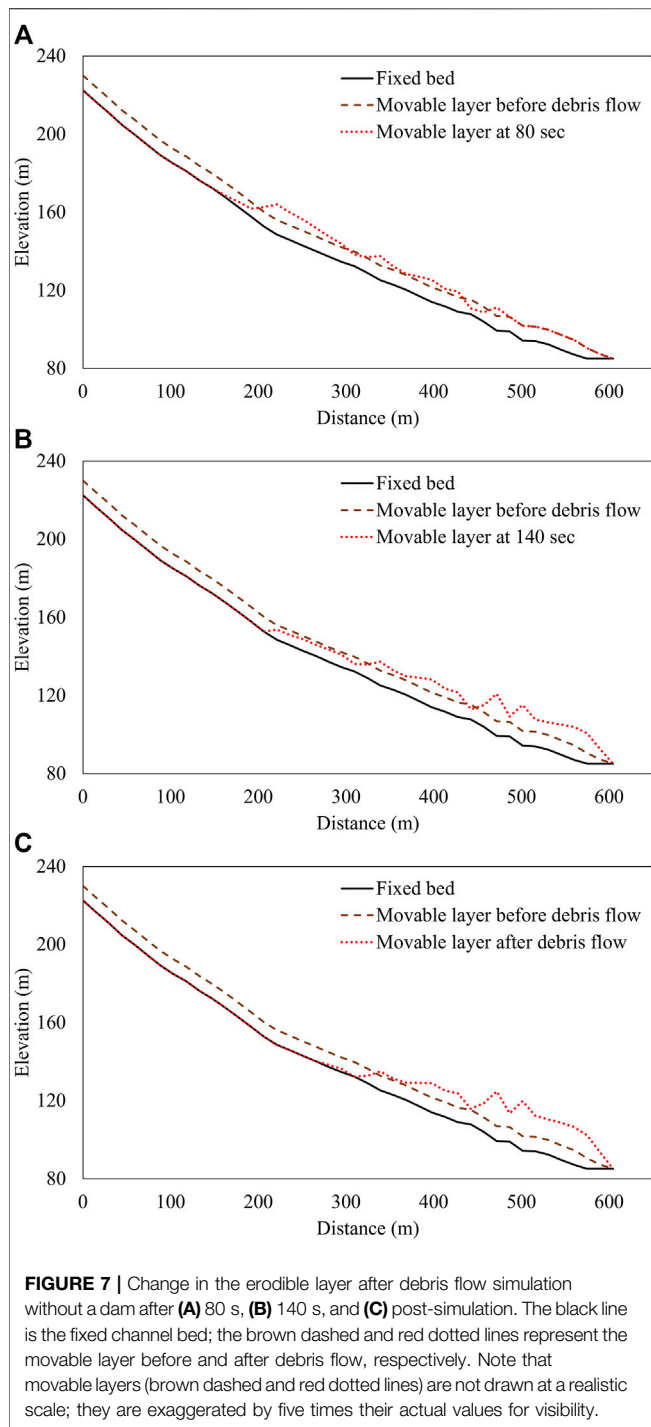 A
240
200
160
120
80
Elevation (m)
Fixed bed
Movable layer before debris flow
Movable layer at 80 sec
0 100 200 300 400 500 600
Distance (m)
B
240
200
160
120
80
Elevation (m)
Fixed bed
Movable layer before debris flow
Movable layer at 140 sec
0 100 200 300 400 500 600
Distance (m)
C
240
200
160
120
80
Elevation (m)
Fixed bed
Movable layer before debris flow
Movable layer after debris flow
0 100 200 300 400 500 600
Distance (m)
FIGURE 7 | Change in the erodible layer after debris flow simulation
without a dam after (A) 80 s, (B) 140 s, and (C) post-simulation. The black line
is the fixed channel bed; the brown dashed and red dotted lines represent the
movable layer before and after debris flow, respectively. Note that
movable layers (brown dashed and red dotted lines) are not drawn at a realistic
scale; they are exaggerated by five times their actual values for visibility.